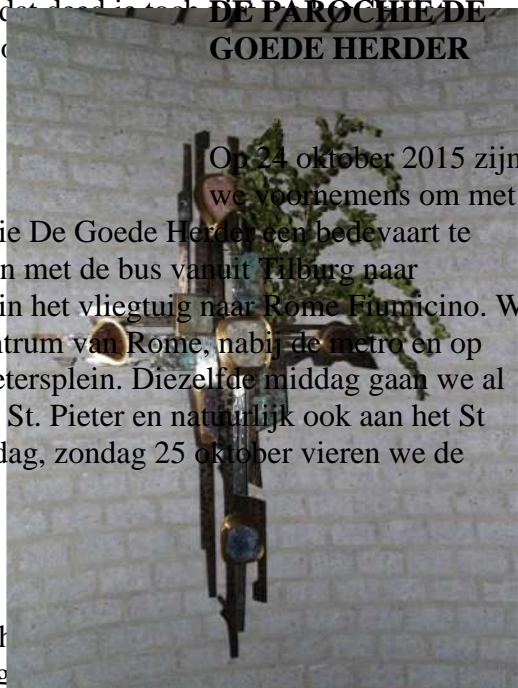 DE PAROCHIE DE
GOEDE HERDER
Op 24 oktober 2015 zijn
we voornemens om met
ie De Goede Herder een bedevaart te
n met de bus vanuit Tilburg naar
in het vliegtuig naar Rome Fiumicino. W
ntrum van Rome, nabij de metro en op
etersplein. Diezelfde middag gaan we al
St. Pieter en natuurlijk ook aan het St
dag, zondag 25 oktober vieren we de